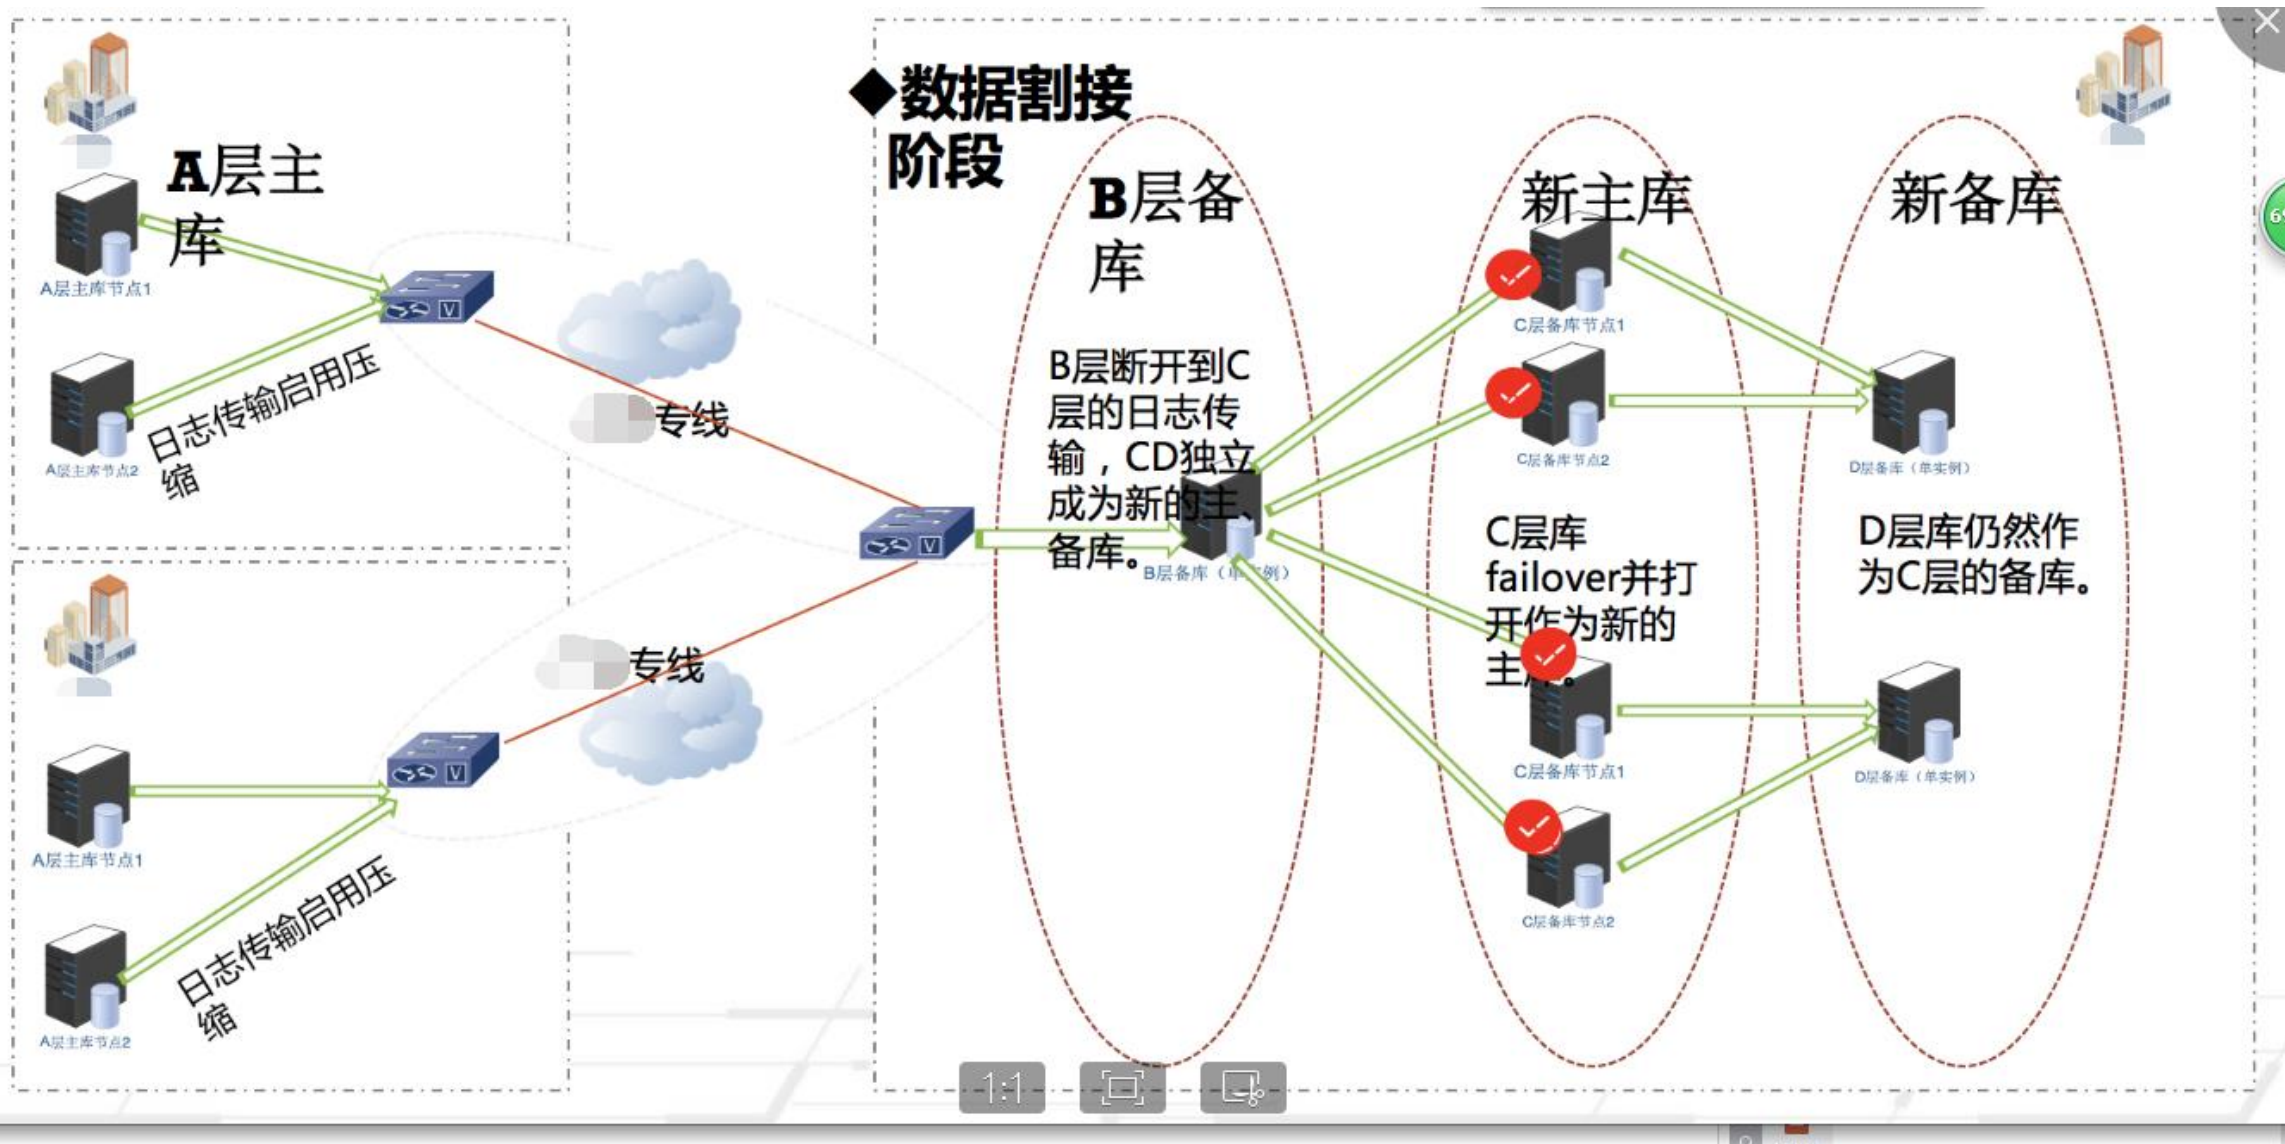 ◆数据割接
阶段
A层主
库
A层主库节点1
A层主库节点2
日志传输启用压
缩
专线
B层备
库
B层断开到C
层的日志传
输，CD独立
成为新的主、
备库。
B层备库（单实例）
新主库
C层备库节点1
C层备库节点2
C层库
failover并打
开作为新的
主库。
C层备库节点1
C层备库节点2
新备库
D层备库（单实例）
D层库仍然作
为C层的备库。
D层备库（单实例）
专线
A层主库节点1
A层主库节点2
日志传输启用压
缩
V
V
V
1:1